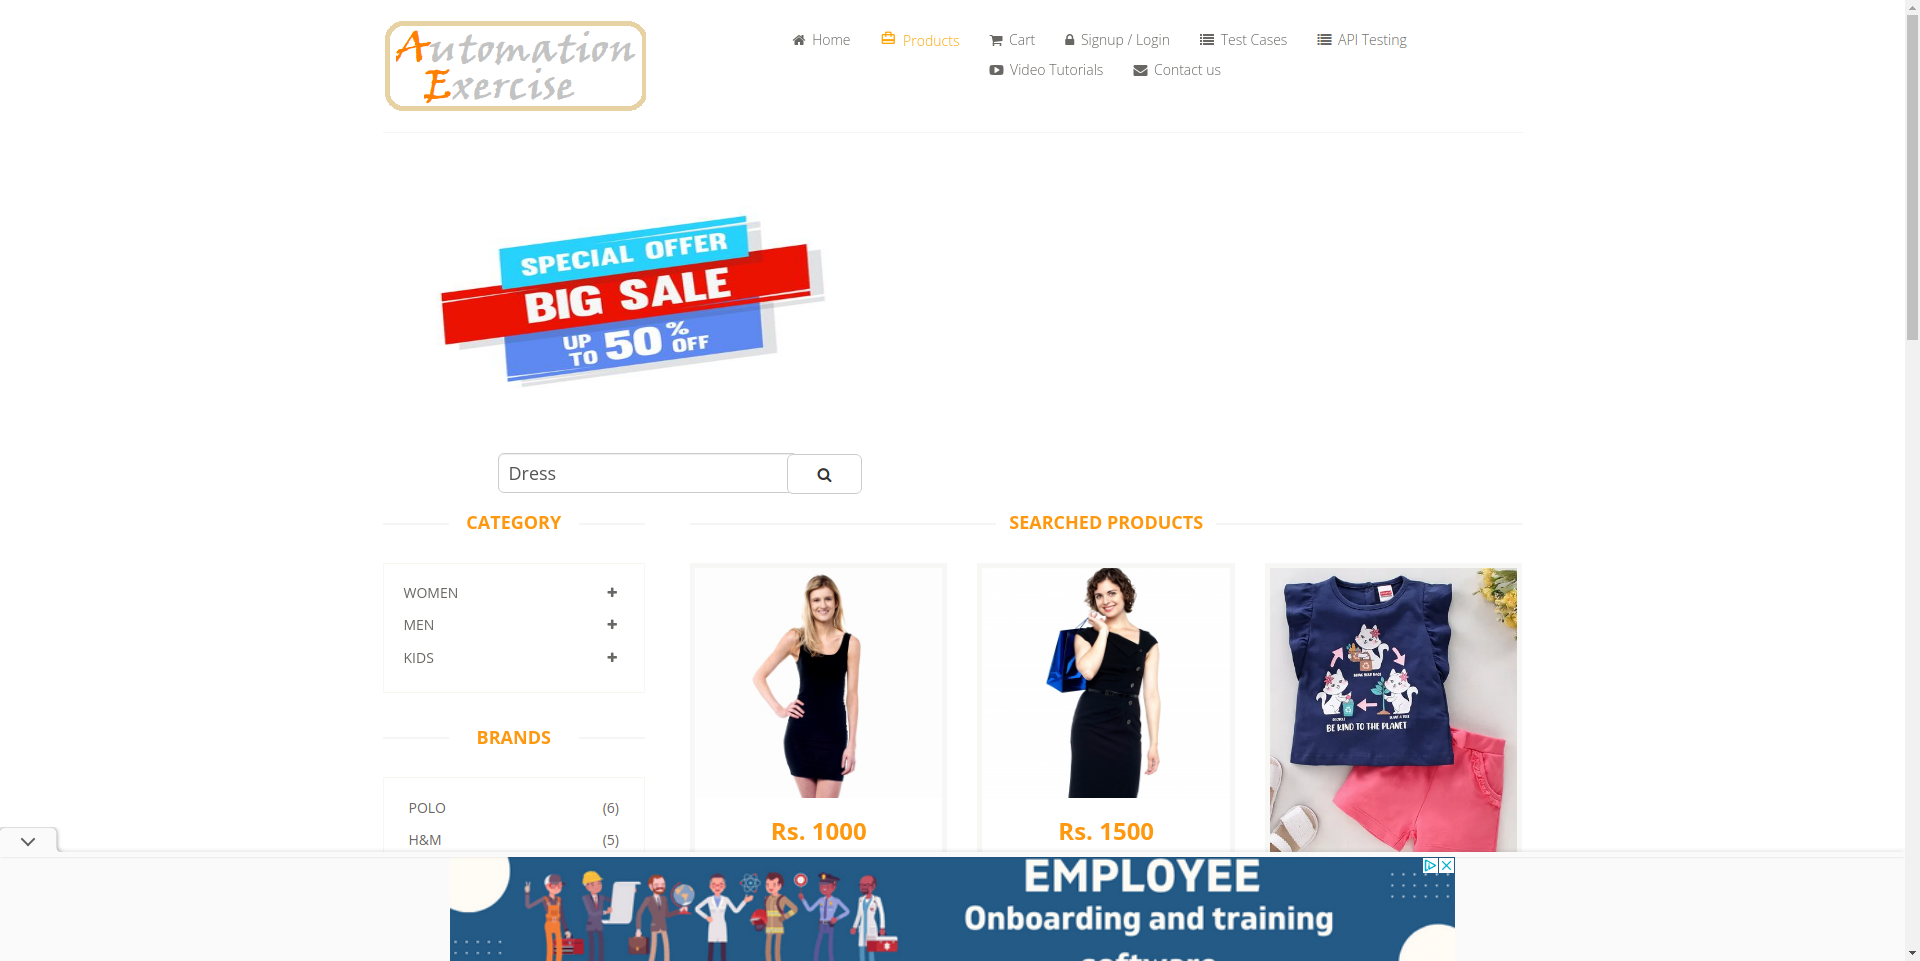 Automation
Exercise
Home
Products
Cart
Signup / Login
Test Cases
API Testing
Video Tutorials
Contact us
SPECIAL OFFER
BIG SALE
UP TO 50% OFF
Dress
CATEGORY
WOMEN
MEN
KIDS
BRANDS
POLO (6)
H&M (5)
SEARCHED PRODUCTS
Rs. 1000
Rs. 1500
BE KIND TO THE PLANET
EMPLOYEE
Onboarding and training
software